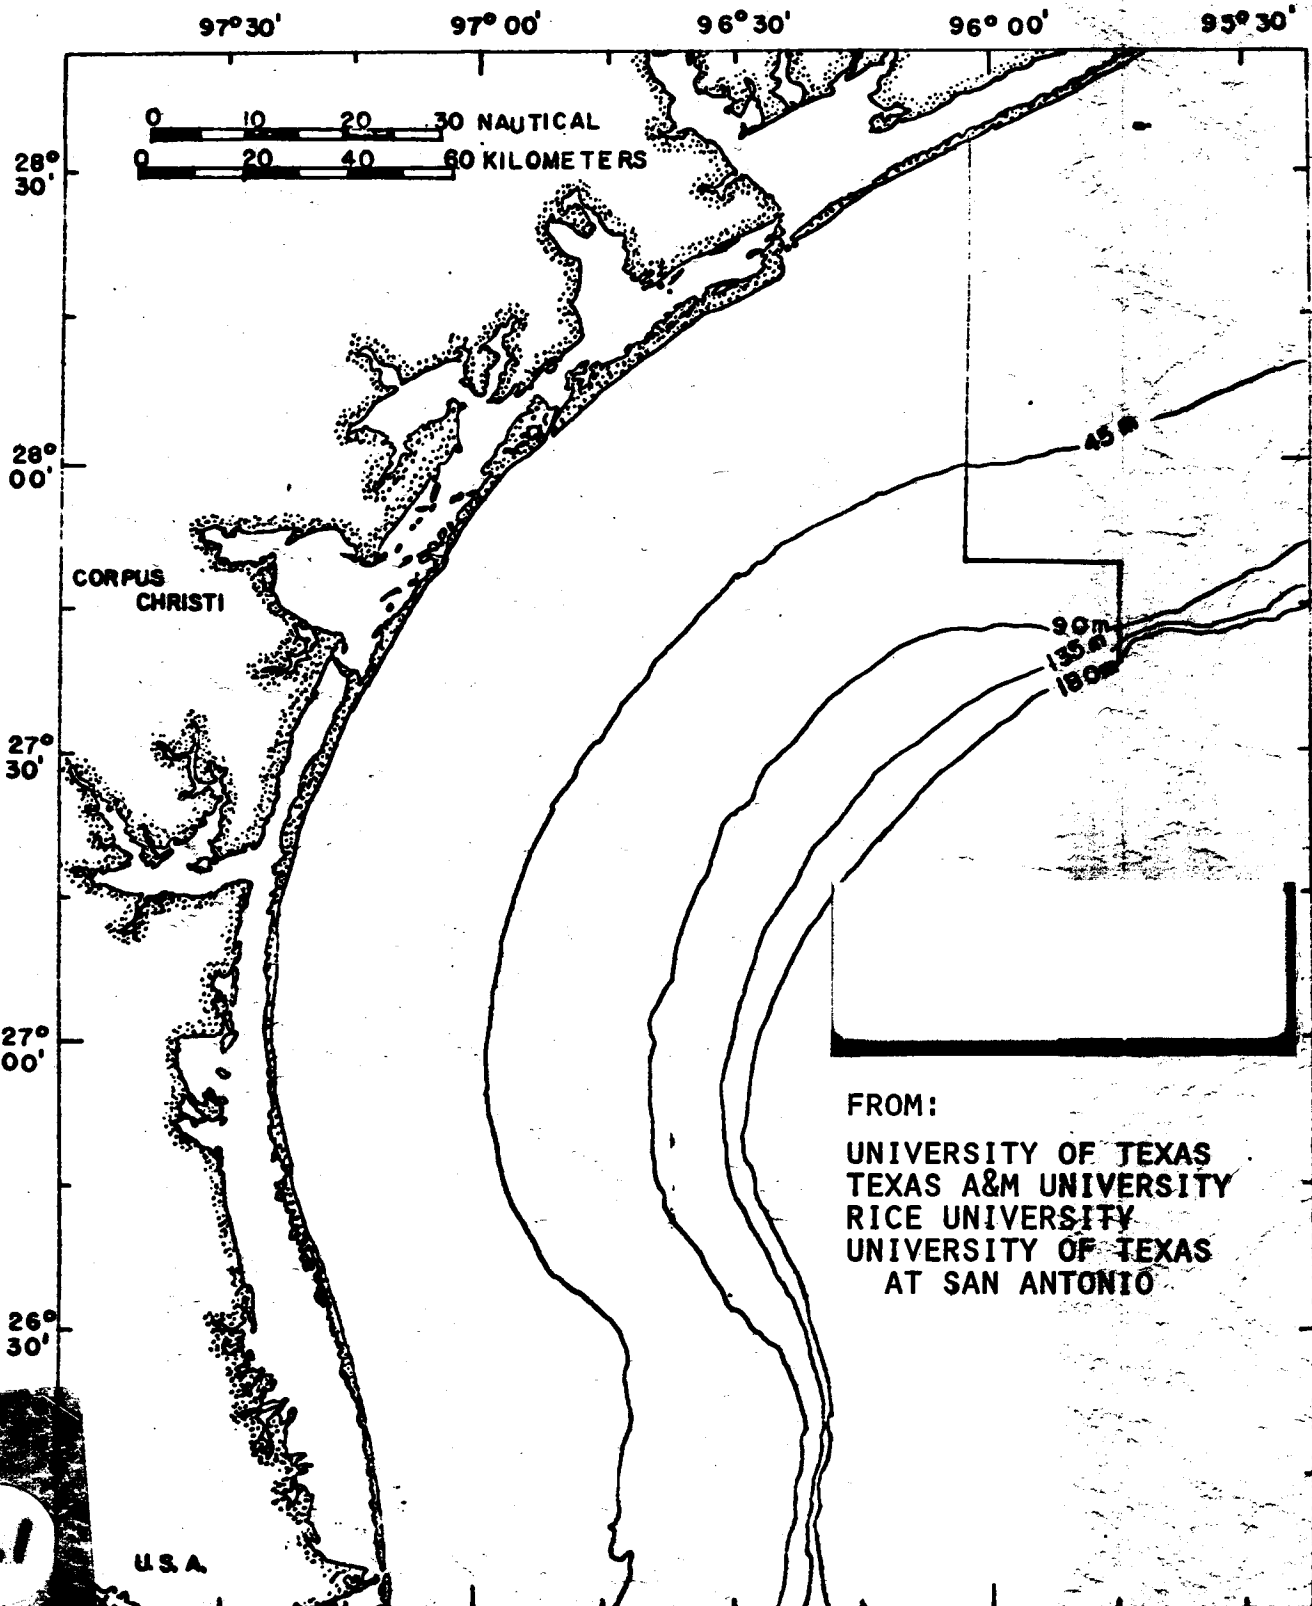 97°30' 97°00' 96°30' 96°00' 95°30'
0 10 20 30 NAUTICAL
0 20 40 60 KILOMETERS
28°
30'
45 m
28°
00'
CORPUS
CHRISTI
90m
135m
180m
27°
30'
27°
00'
FROM:
UNIVERSITY OF TEXAS
TEXAS A&M UNIVERSITY
RICE UNIVERSITY
UNIVERSITY OF TEXAS
AT SAN ANTONIO
26°
30'
U.S.A.